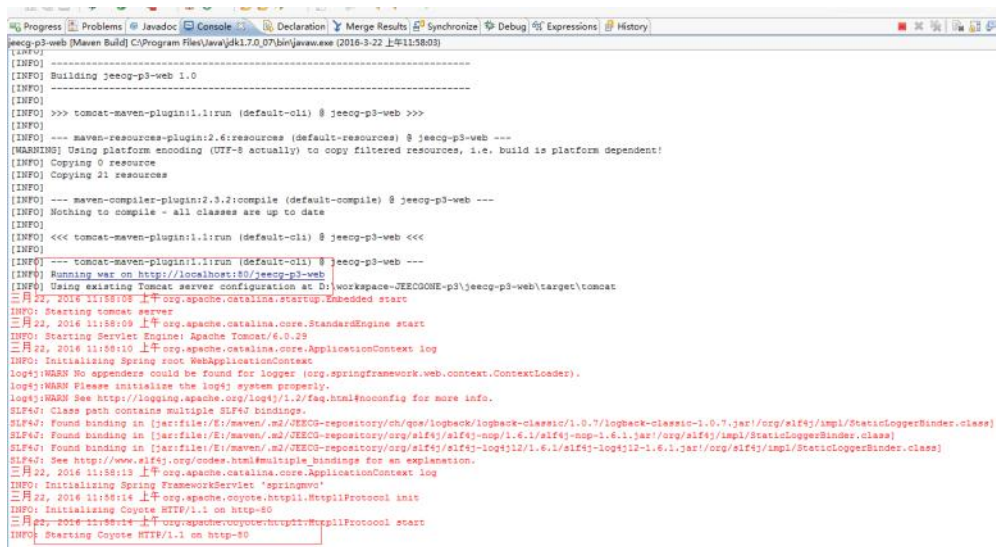 Progress Problems @ Javadoc Console Declaration Merge Results Synchronize Debug Expressions History
jeecg-p3-web [Maven Build] C:\Program Files\Java\jdk1.7.0_07\bin\javaw.exe (2016-3-22 上午11:58:03)
[INFO]
[INFO] ------------------------------------------------------------------------
[INFO] Building jeecg-p3-web 1.0
[INFO] ------------------------------------------------------------------------
[INFO]
[INFO] >>> tomcat-maven-plugin:1.1:run (default-cli) @ jeecg-p3-web >>>
[INFO]
[INFO] --- maven-resources-plugin:2.6:resources (default-resources) @ jeecg-p3-web ---
[WARNING] Using platform encoding (UTF-8 actually) to copy filtered resources, i.e. build is platform dependent!
[INFO] Copying 0 resource
[INFO] Copying 21 resources
[INFO]
[INFO] --- maven-compiler-plugin:2.3.2:compile (default-compile) @ jeecg-p3-web ---
[INFO] Nothing to compile - all classes are up to date
[INFO]
[INFO] <<< tomcat-maven-plugin:1.1:run (default-cli) @ jeecg-p3-web <<<
[INFO]
[INFO] --- tomcat-maven-plugin:1.1:run (default-cli) @ jeecg-p3-web ---
[INFO] Running war on http://localhost:80/jeecg-p3-web
[INFO] Using existing Tomcat server configuration at D:\workspace-JEECGONE-p3\jeecg-p3-web\target\tomcat
三月 22, 2016 11:58:08 上午 org.apache.catalina.startup.Embedded start
INFO: Starting tomcat server
三月 22, 2016 11:58:09 上午 org.apache.catalina.core.StandardEngine start
INFO: Starting Servlet Engine: Apache Tomcat/6.0.29
三月 22, 2016 11:58:10 上午 org.apache.catalina.core.ApplicationContext log
INFO: Initializing Spring root WebApplicationContext
log4j:WARN No appenders could be found for logger (org.springframework.web.context.ContextLoader).
log4j:WARN Please initialize the log4j system properly.
log4j:WARN See http://logging.apache.org/log4j/1.2/faq.html#noconfig for more info.
SLF4J: Class path contains multiple SLF4J bindings.
SLF4J: Found binding in [jar:file:/E:/maven/.m2/JEECG-repository/ch/qos/logback/logback-classic/1.0.7/logback-classic-1.0.7.jar!/org/slf4j/impl/StaticLoggerBinder.class]
SLF4J: Found binding in [jar:file:/E:/maven/.m2/JEECG-repository/org/slf4j/slf4j-nop/1.6.1/slf4j-nop-1.6.1.jar!/org/slf4j/impl/StaticLoggerBinder.class]
SLF4J: Found binding in [jar:file:/E:/maven/.m2/JEECG-repository/org/slf4j/slf4j-log4j12/1.6.1/slf4j-log4j12-1.6.1.jar!/org/slf4j/impl/StaticLoggerBinder.class]
SLF4J: See http://www.slf4j.org/codes.html#multiple_bindings for an explanation.
三月 22, 2016 11:58:13 上午 org.apache.catalina.core.ApplicationContext log
INFO: Initializing Spring FrameworkServlet 'springmvc'
三月 22, 2016 11:58:14 上午 org.apache.coyote.http11.Http11Protocol init
INFO: Initializing Coyote HTTP/1.1 on http-80
三月 22, 2016 11:58:14 上午 org.apache.coyote.http11.Http11Protocol start
INFO: Starting Coyote HTTP/1.1 on http-80